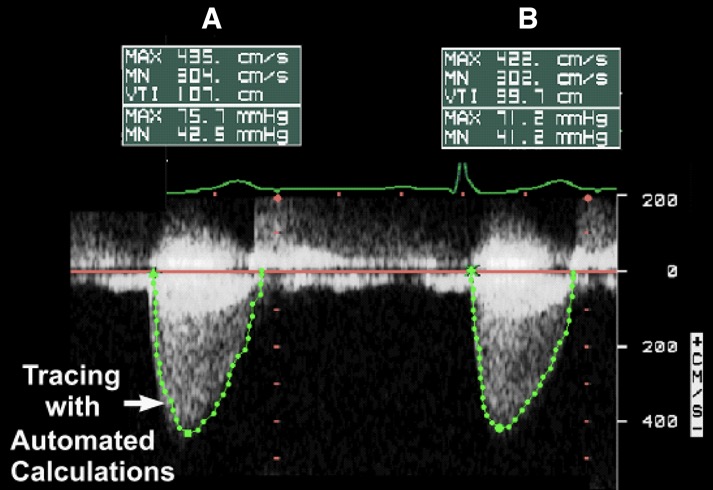 A
B
MAX 435. cm/s
MN 304. cm/s
VTI 107. cm
MAX 75.7 mmHg
MN 42.5 mmHg
MAX 422. cm/s
MN 302. cm/s
VTI 99.7 cm
MAX 71.2 mmHg
MN 41.2 mmHg
200
0
200
400
+CM/S-
Tracing
with
Automated
Calculations